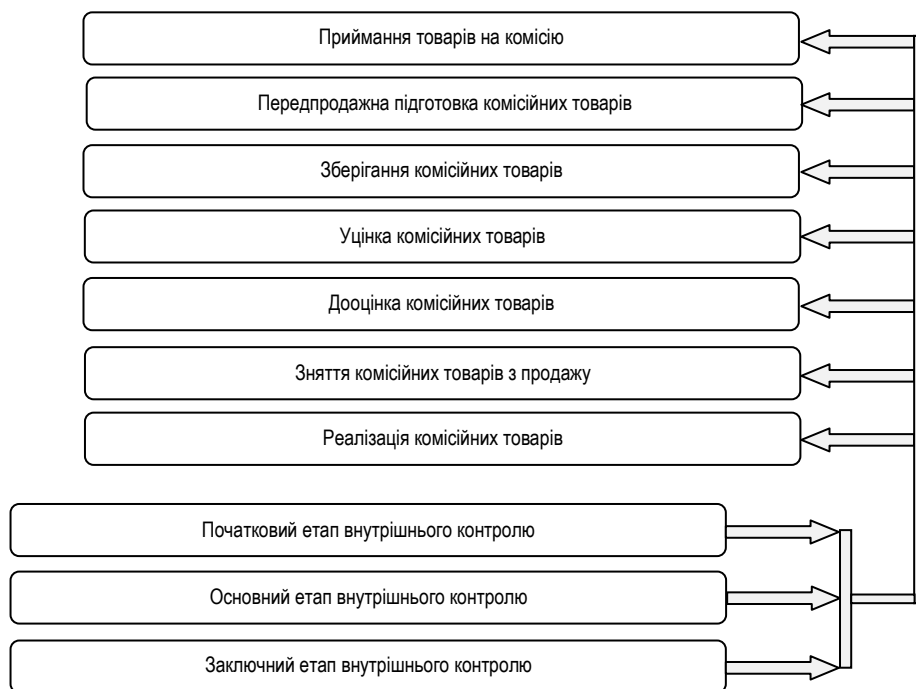 Приймання товарів на комісію
Передпродажна підготовка комісійних товарів
Зберігання комісійних товарів
Уцінка комісійних товарів
Дооцінка комісійних товарів
Зняття комісійних товарів з продажу
Реалізація комісійних товарів
Початковий етап внутрішнього контролю
Основний етап внутрішнього контролю
Заключний етап внутрішнього контролю